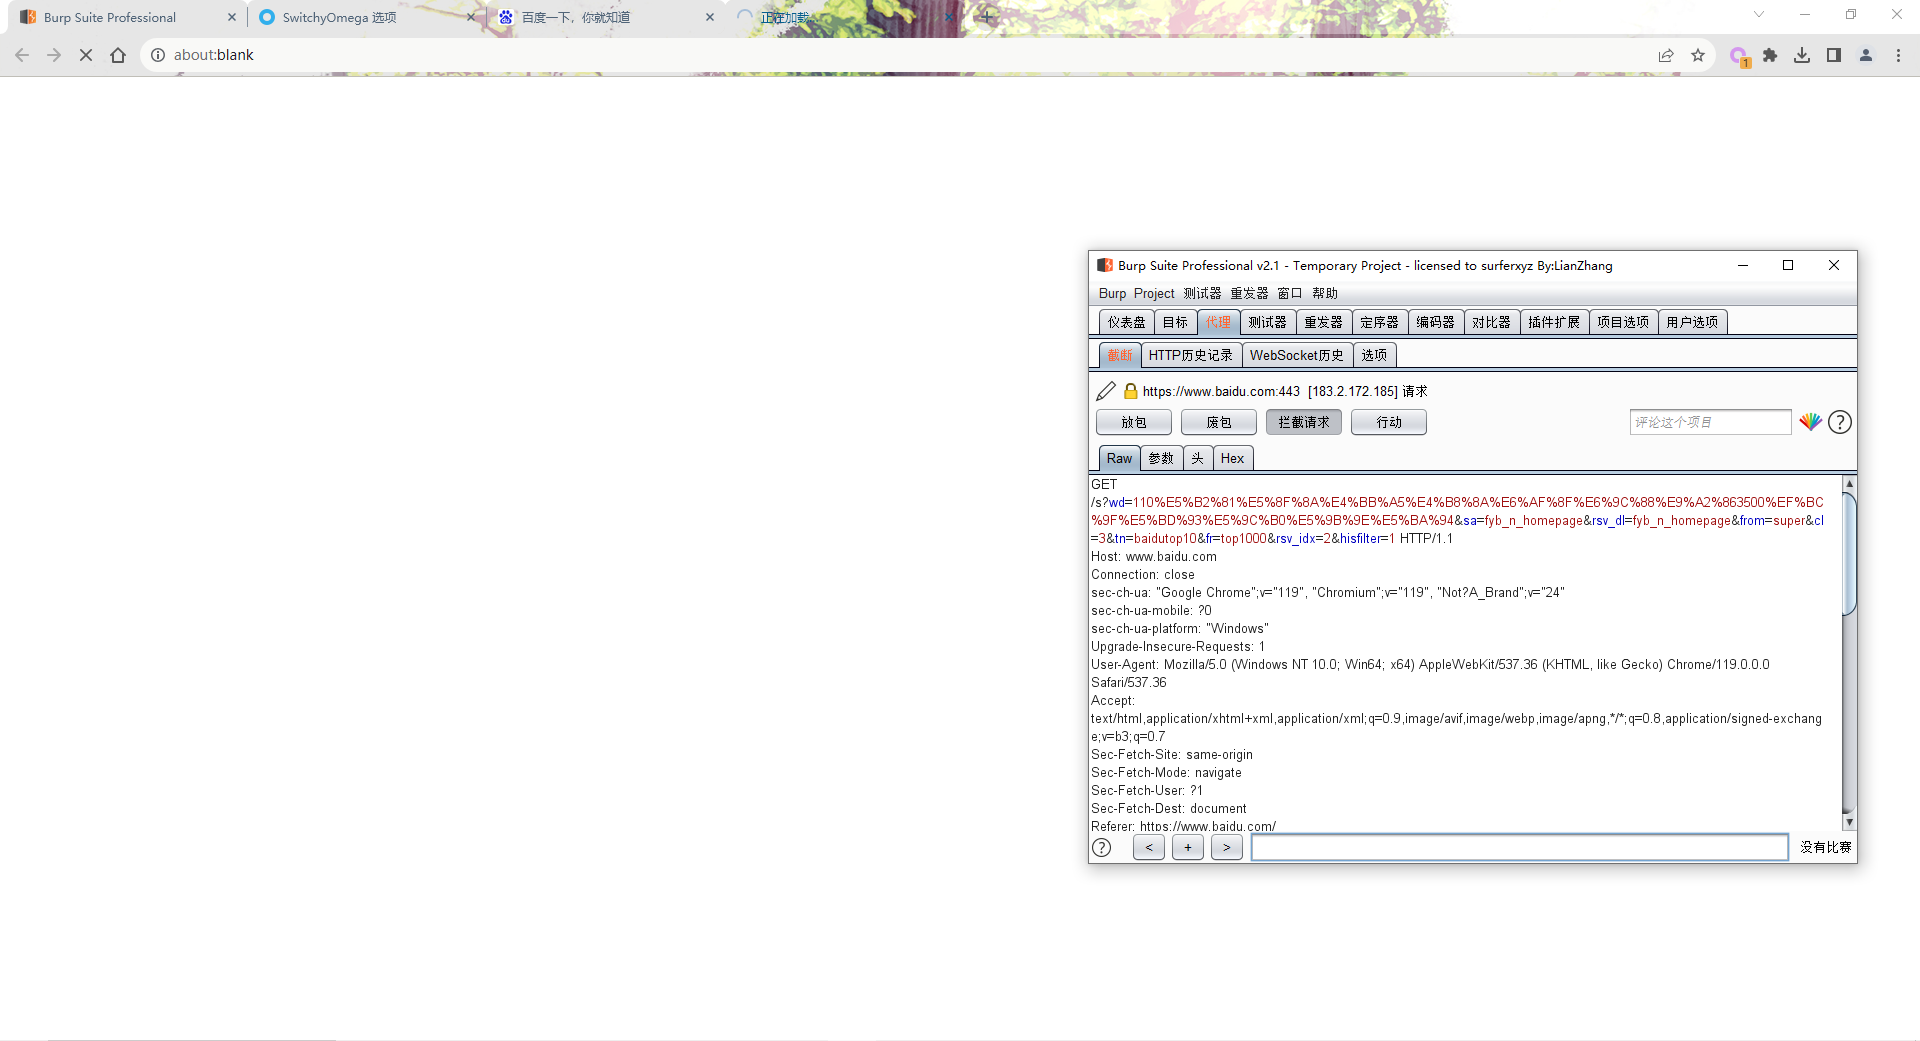 Burp Suite Professional
SwitchyOmega 选项
百度一下，你就知道
正在加载...
about:blank
1
Burp Suite Professional v2.1 - Temporary Project - licensed to surferxyz By:LianZhang
Burp Project 测试器 重发器 窗口 帮助
仪表盘 目标 代理 测试器 重发器 定序器 编码器 对比器 插件扩展 项目选项 用户选项
截断 HTTP历史记录 WebSocket历史 选项
https://www.baidu.com:443 [183.2.172.185] 请求
放包 废包 拦截请求 行动 评论这个项目 ?
Raw 参数 头 Hex
GET
/s?wd=110%E5%B2%81%E5%8F%8A%E4%BB%A5%E4%B8%8A%E6%AF%8F%E6%9C%88%E9%A2%863500%EF%BC
%9F%E5%BD%93%E5%9C%B0%E5%9B%9E%E5%BA%94&sa=fyb_n_homepage&rsv_dl=fyb_n_homepage&from=super&cl
=3&tn=baidutop10&fr=top1000&rsv_idx=2&hisfilter=1 HTTP/1.1
Host: www.baidu.com
Connection: close
sec-ch-ua: "Google Chrome";v="119", "Chromium";v="119", "Not?A_Brand";v="24"
sec-ch-ua-mobile: ?0
sec-ch-ua-platform: "Windows"
Upgrade-Insecure-Requests: 1
User-Agent: Mozilla/5.0 (Windows NT 10.0; Win64; x64) AppleWebKit/537.36 (KHTML, like Gecko) Chrome/119.0.0.0
Safari/537.36
Accept:
text/html,application/xhtml+xml,application/xml;q=0.9,image/avif,image/webp,image/apng,*/*;q=0.8,application/signed-exchang
e;v=b3;q=0.7
Sec-Fetch-Site: same-origin
Sec-Fetch-Mode: navigate
Sec-Fetch-User: ?1
Sec-Fetch-Dest: document
Referer: https://www.baidu.com/
? < + > 没有比赛